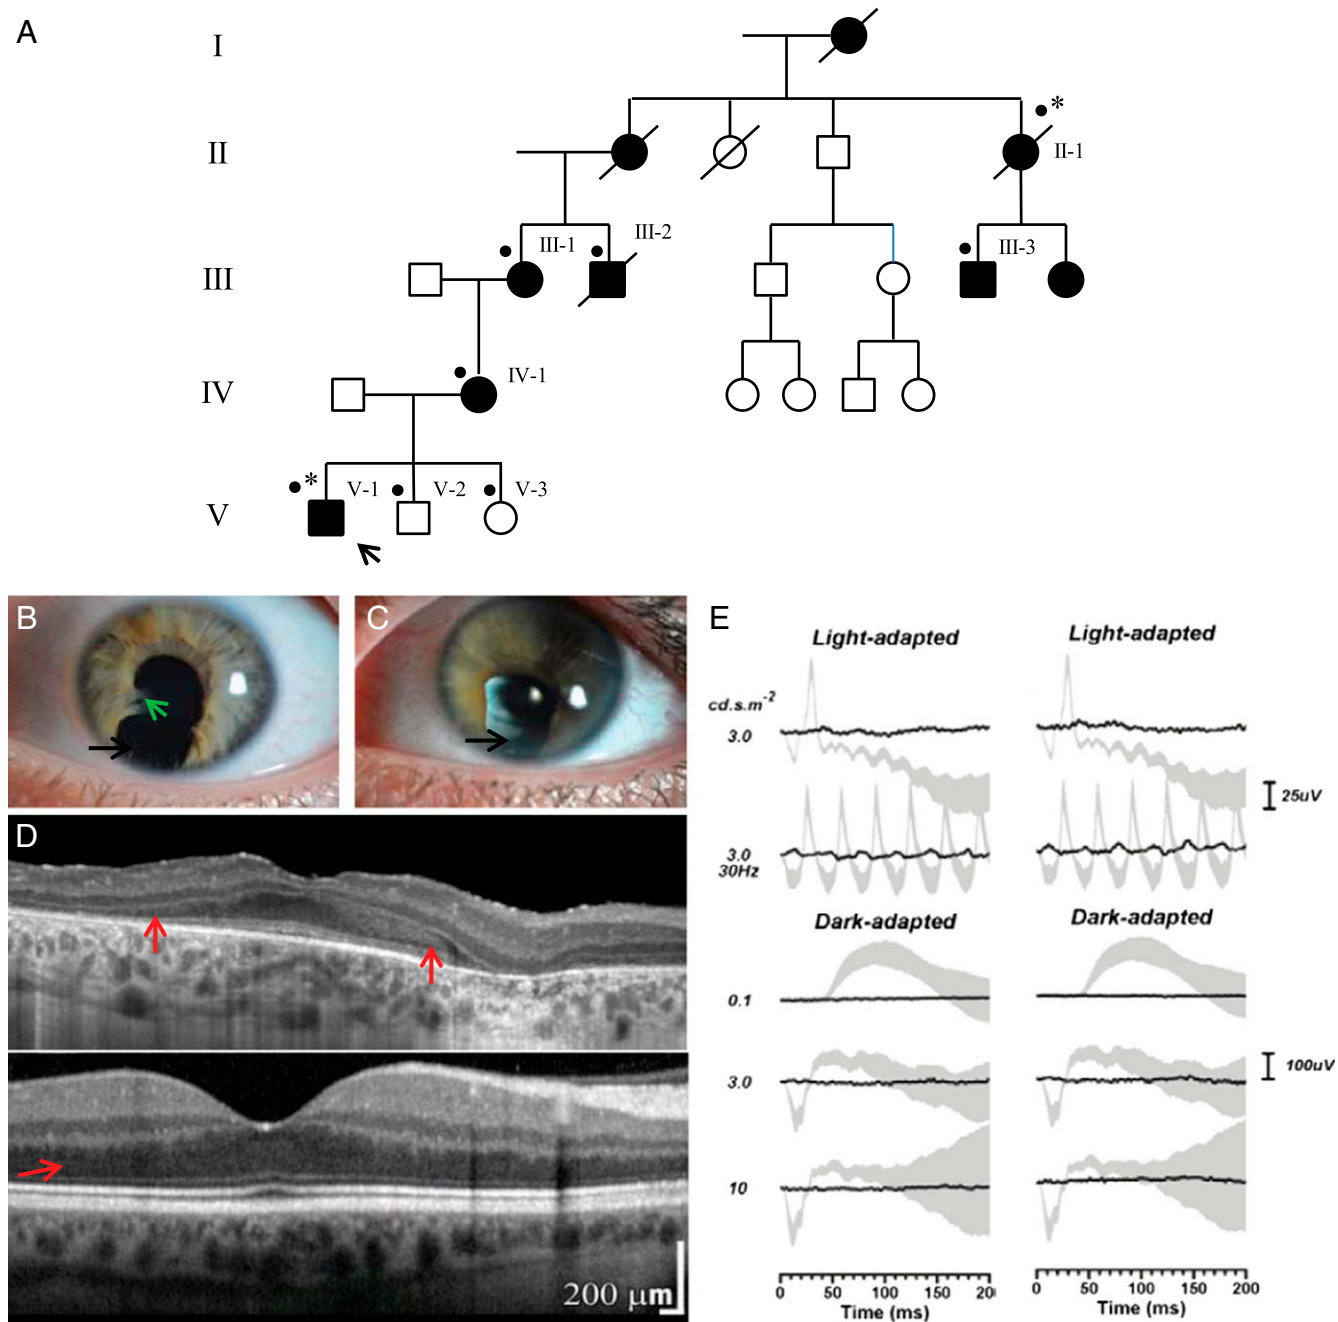 A
I
II
II-1
*
III
III-1
III-2
III-3
IV
IV-1
V
*
V-1
V-2
V-3
B
C
D
200 μm
E
Light-adapted
Light-adapted
cd.s.m-2
3.0
25uV
3.0
30Hz
Dark-adapted
Dark-adapted
0.1
3.0
100uV
10
0 50 100 150 20
0 50 100 150 200
Time (ms)
Time (ms)